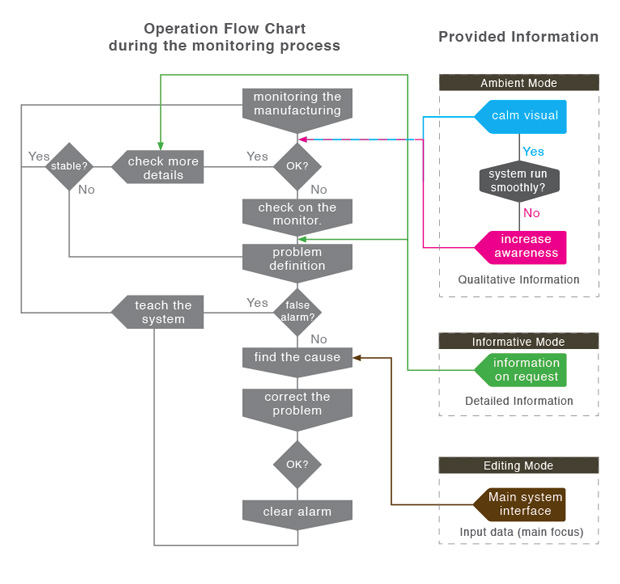 Operation Flow Chart
during the monitoring process
Provided Information
monitoring the
manufacturing
Yes
stable?
No
check more
details
Yes
OK?
No
check on the
monitor.
problem
definition
teach the
system
Yes
false
alarm?
No
find the cause
correct the
problem
OK?
clear alarm
Ambient Mode
calm visual
Yes
system run
smoothly?
No
increase
awareness
Qualitative Information
Informative Mode
information
on request
Detailed Information
Editing Mode
Main system
interface
Input data (main focus)